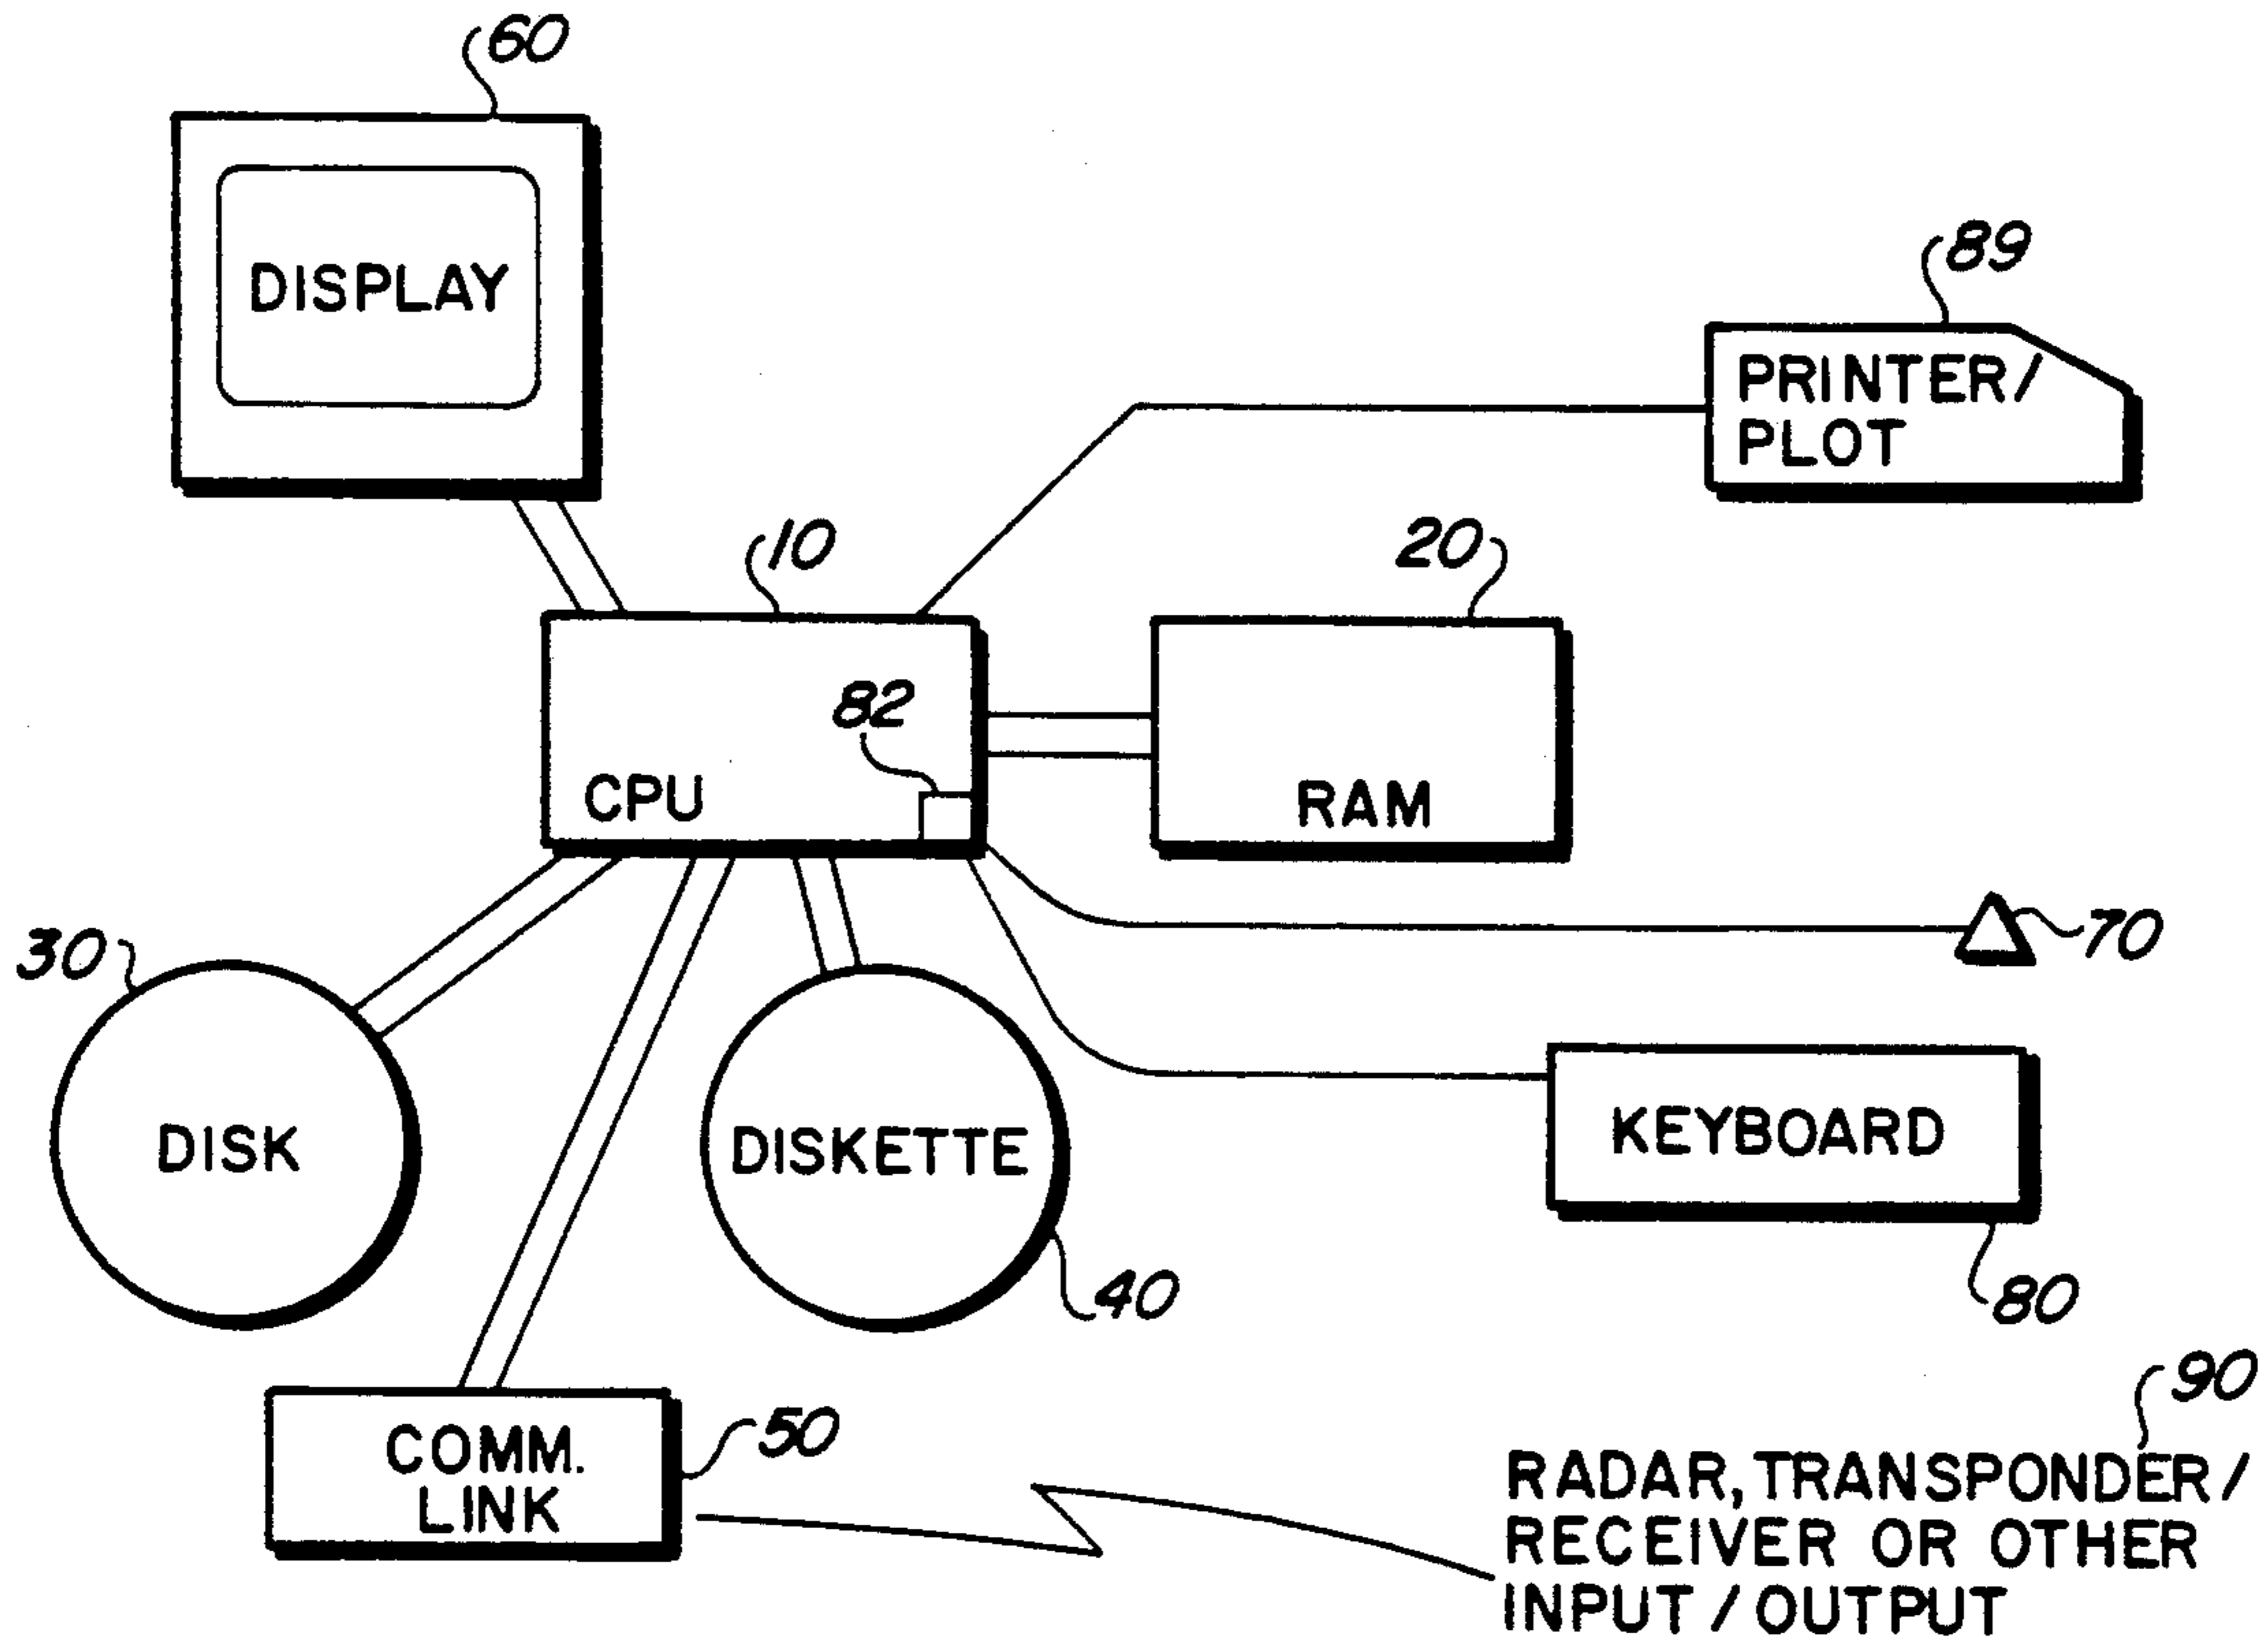 60
DISPLAY
89
PRINTER/
PLOT
10
20
82
CPU
RAM
30
70
DISK
DISKETTE
KEYBOARD
40
80
COMM.
LINK
50
90
RADAR, TRANSPONDER/
RECEIVER OR OTHER
INPUT/OUTPUT